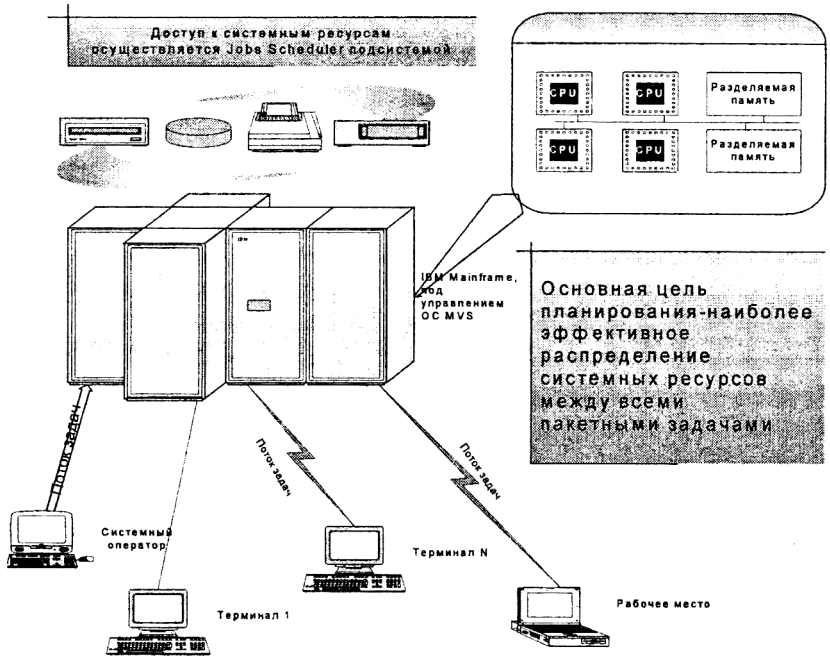 Доступ к системным ресурсам
осуществляется Jobs Scheduler подсистемой
CPU
CPU
Разделяемая
память
CPU
CPU
Разделяемая
память
IBM Mainframe,
под
управлением
ОС MVS
Основная цель
планирования-наиболее
эффективное
распределение
системных ресурсов
между всеми
пакетными задачами
Поток задач
Поток задач
Поток задач
Системный
оператор
Терминал N
Терминал 1
Рабочее место